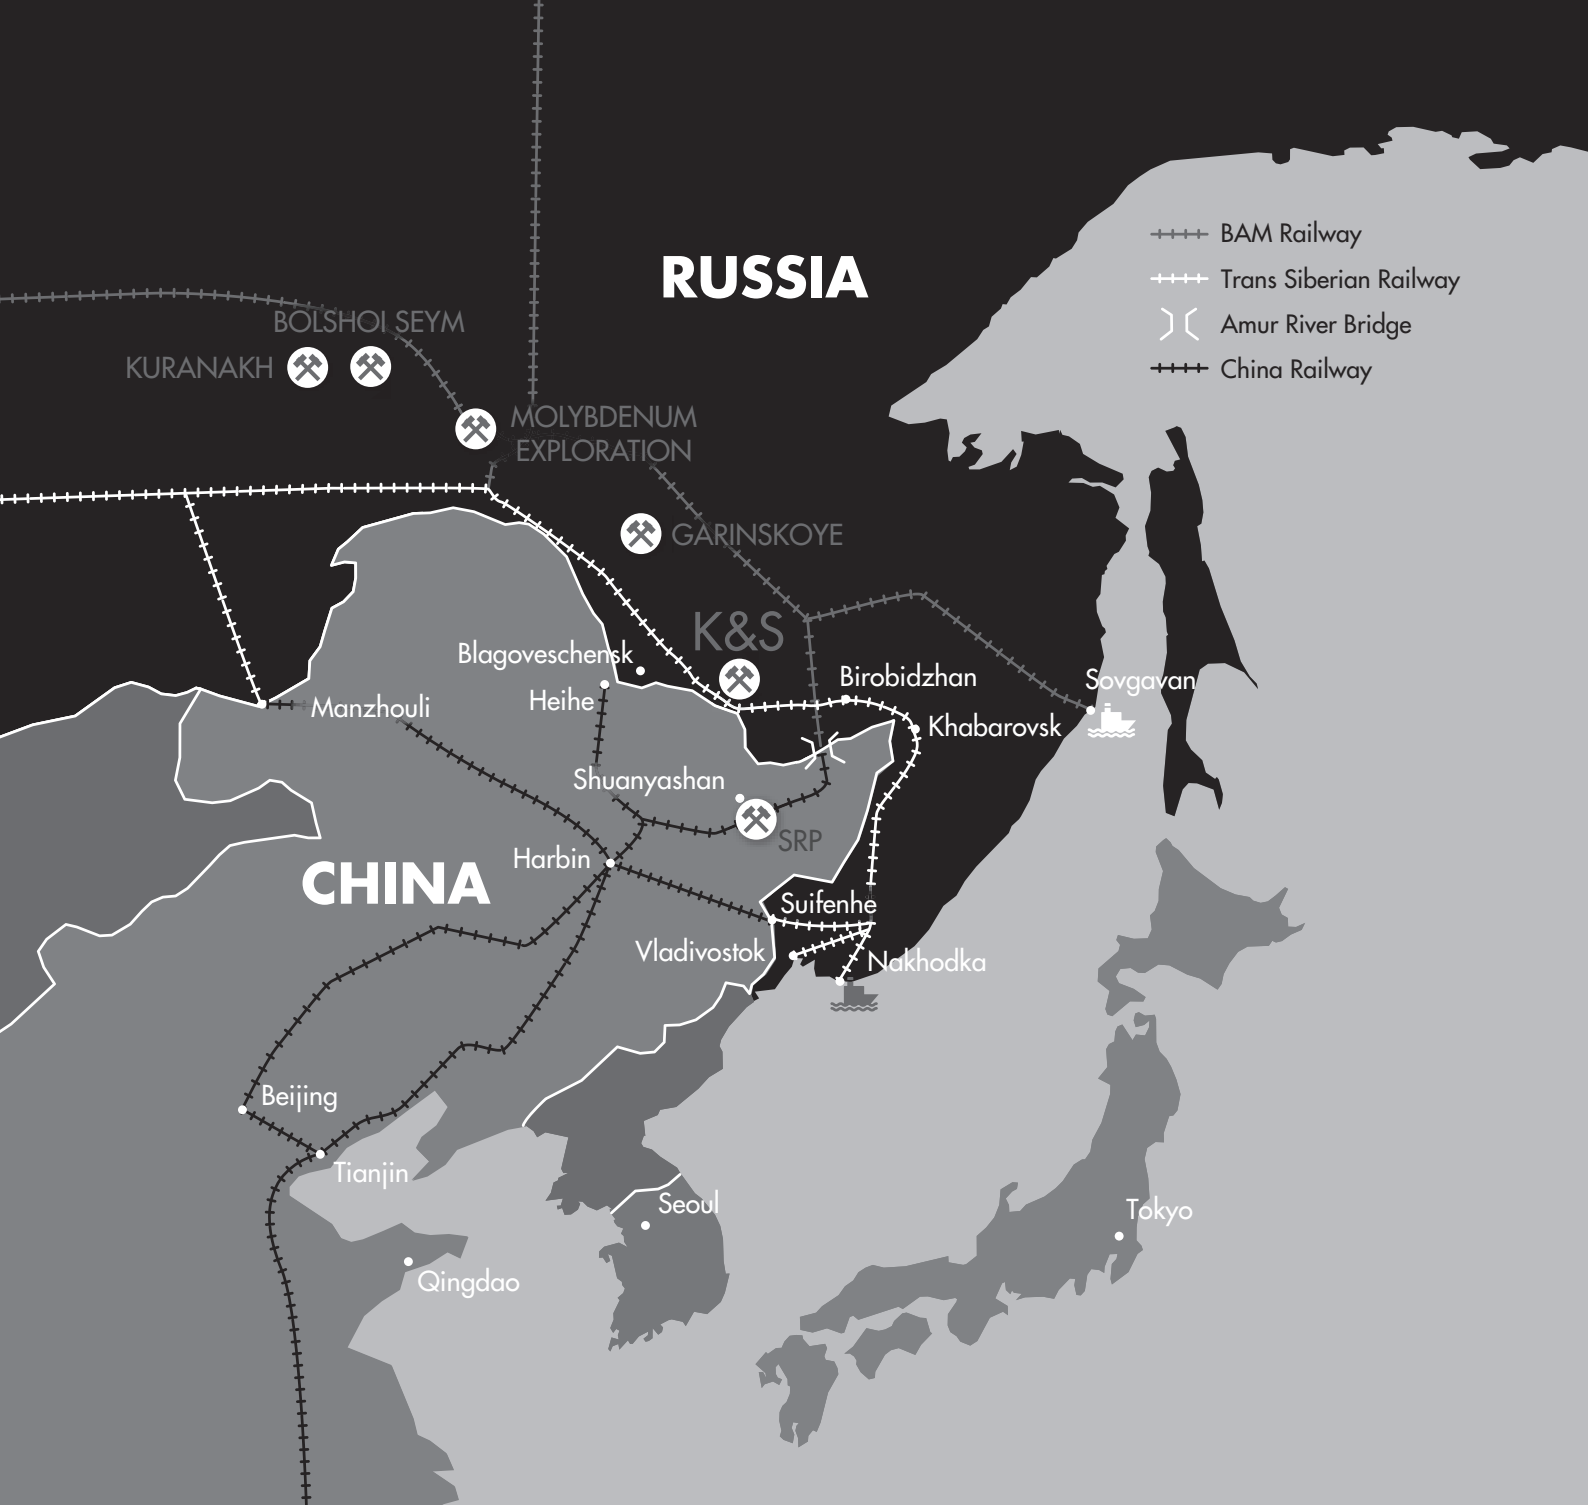 BAM Railway
RUSSIA
Trans Siberian Railway
BOLSHOI SEYM
Amur River Bridge
KURANAKH
China Railway
MOLYBDENUM
EXPLORATION
GARINSKOYE
K&S
Blagoveschensk
Birobidzhan
Sovgavan
Heihe
Manzhouli
Khabarovsk
Shuanyashan
SRP
Harbin
CHINA
Suifenhe
Vladivostok
Nakhodka
Beijing
Tianjin
Seoul
Tokyo
Qingdao